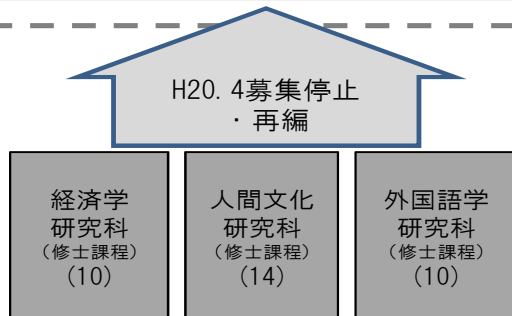 H20.4募集停止
・再編
経済学
研究科
(修士課程)
(10)
人間文化
研究科
(修士課程)
(14)
外国語学
研究科
(修士課程)
(10)